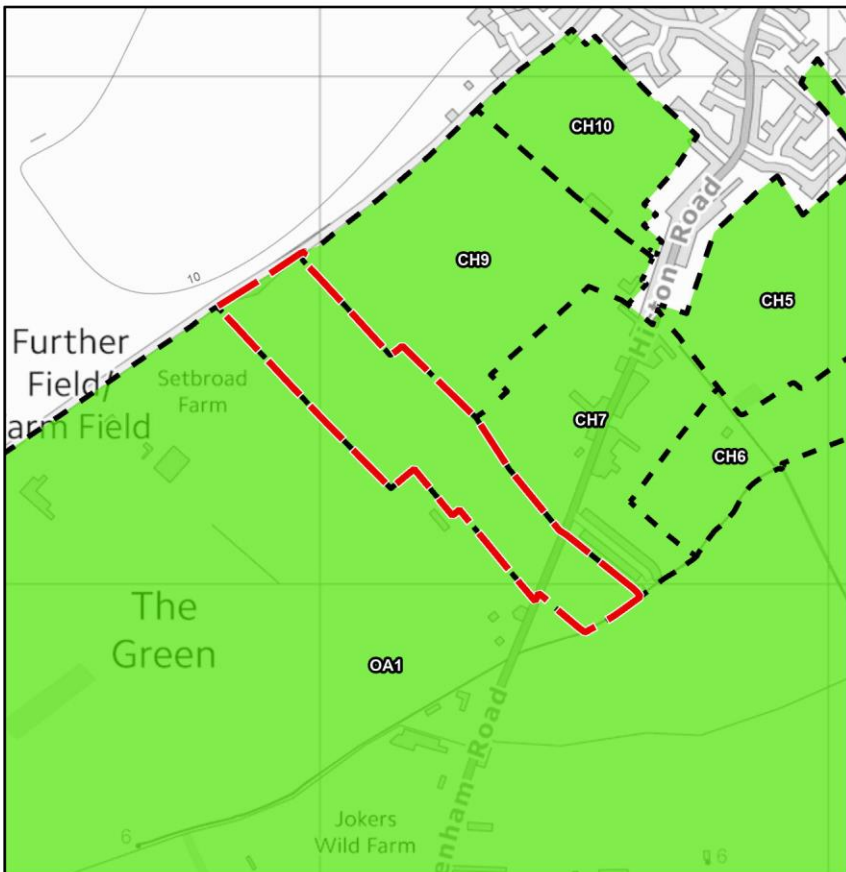 CH10
CH9
CH5
Hinton Road
10
Further
Field/
arm Field
Setbroad
Farm
CH7
CH6
The
Green
OA1
enham Road
Jokers
Wild Farm
6
6